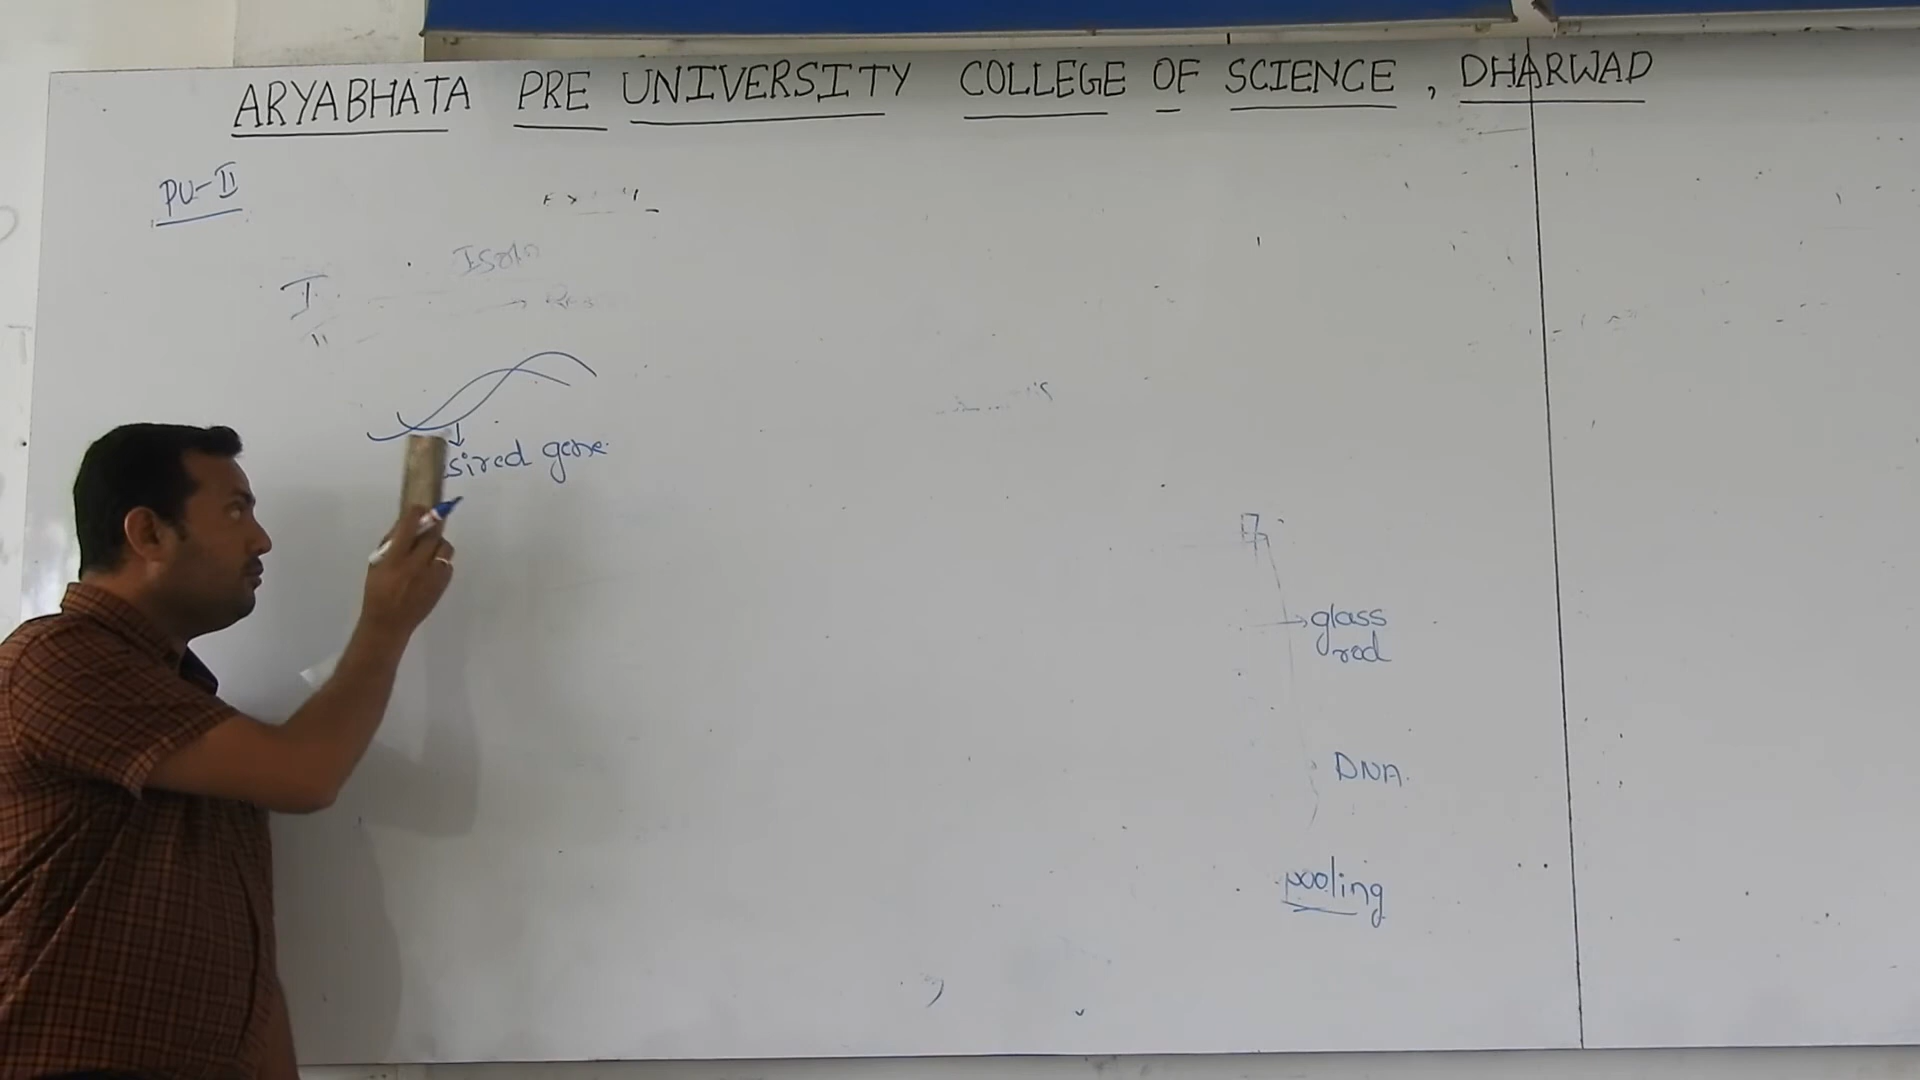 ARYABHATA PRE UNIVERSITY COLLEGE OF SCIENCE, DHARWAD
PU-II
I
sired gene
glass
rod
DNA
pooling